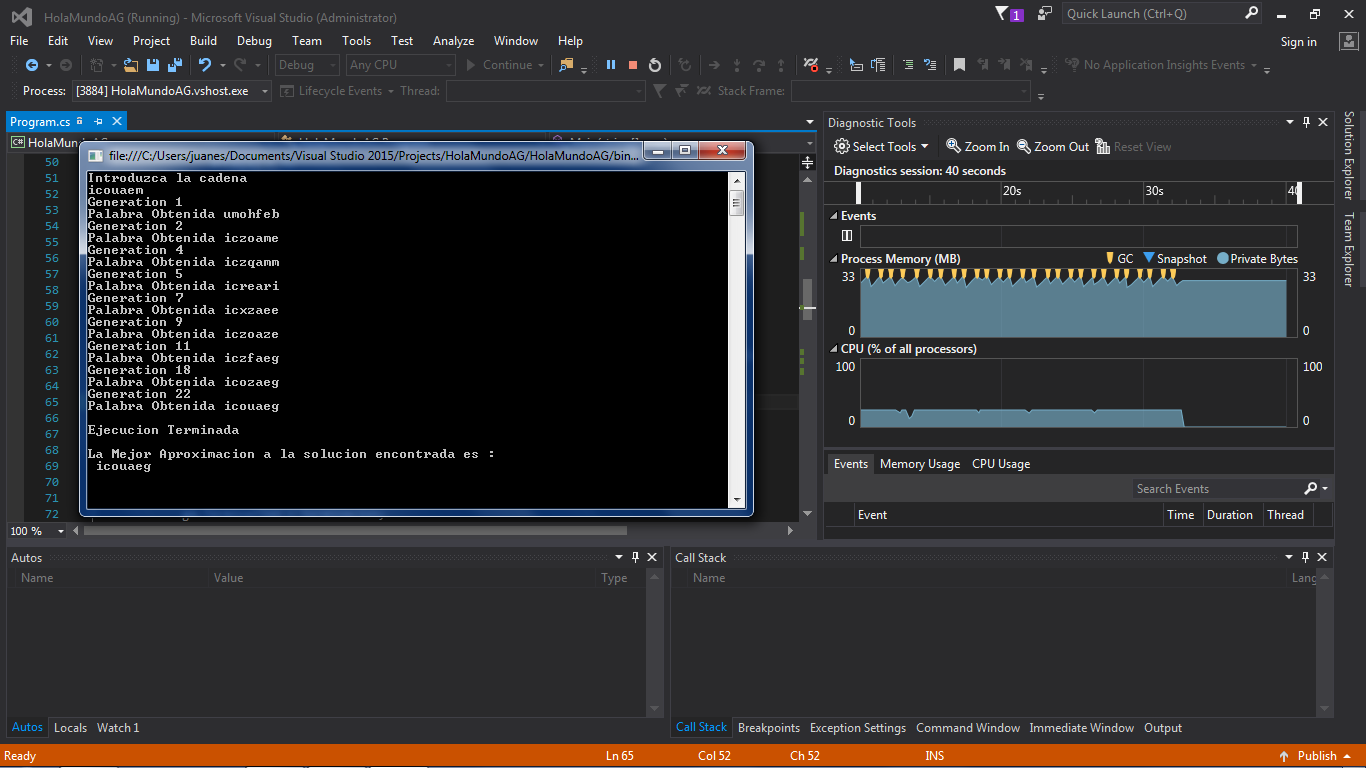 HolaMundoAG (Running) - Microsoft Visual Studio (Administrator)
1
Quick Launch (Ctrl+Q)
File Edit View Project Build Debug Team Tools Test Analyze Window Help
Sign in
Debug Any CPU Continue No Application Insights Events
Process: [3884] HolaMundoAG.vshost.exe Lifecycle Events Thread: Stack Frame:
Program.cs
C# HolaMun
file:///C:/Users/juanes/Documents/Visual Studio 2015/Projects/HolaMundoAG/HolaMundoAG/bin...
50
51
52
53
54
55
56
57
58
59
60
61
62
63
64
65
66
67
68
69
70
71
72
Introduzca la cadena
icouaem
Generation 1
Palabra Obtenida umohfeb
Generation 2
Palabra Obtenida iczoame
Generation 4
Palabra Obtenida iczqamm
Generation 5
Palabra Obtenida icreari
Generation 7
Palabra Obtenida icxzaee
Generation 9
Palabra Obtenida iczoaze
Generation 11
Palabra Obtenida iczfaeg
Generation 18
Palabra Obtenida icozaeg
Generation 22
Palabra Obtenida icouaeg
Ejecucion Terminada
La Mejor Aproximacion a la solucion encontrada es :
icouaeg
100 %
Diagnostic Tools
Select Tools Zoom In Zoom Out Reset View
Diagnostics session: 40 seconds
20s 30s 40
Events
Process Memory (MB) GC Snapshot Private Bytes
33 33
0 0
CPU (% of all processors)
100 100
0 0
Events Memory Usage CPU Usage
Search Events
Event Time Duration Thread
Solution Explorer
Team Explorer
Autos
Name Value Type
Autos Locals Watch 1
Call Stack
Name Lang
Call Stack Breakpoints Exception Settings Command Window Immediate Window Output
Ready Ln 65 Col 52 Ch 52 INS Publish